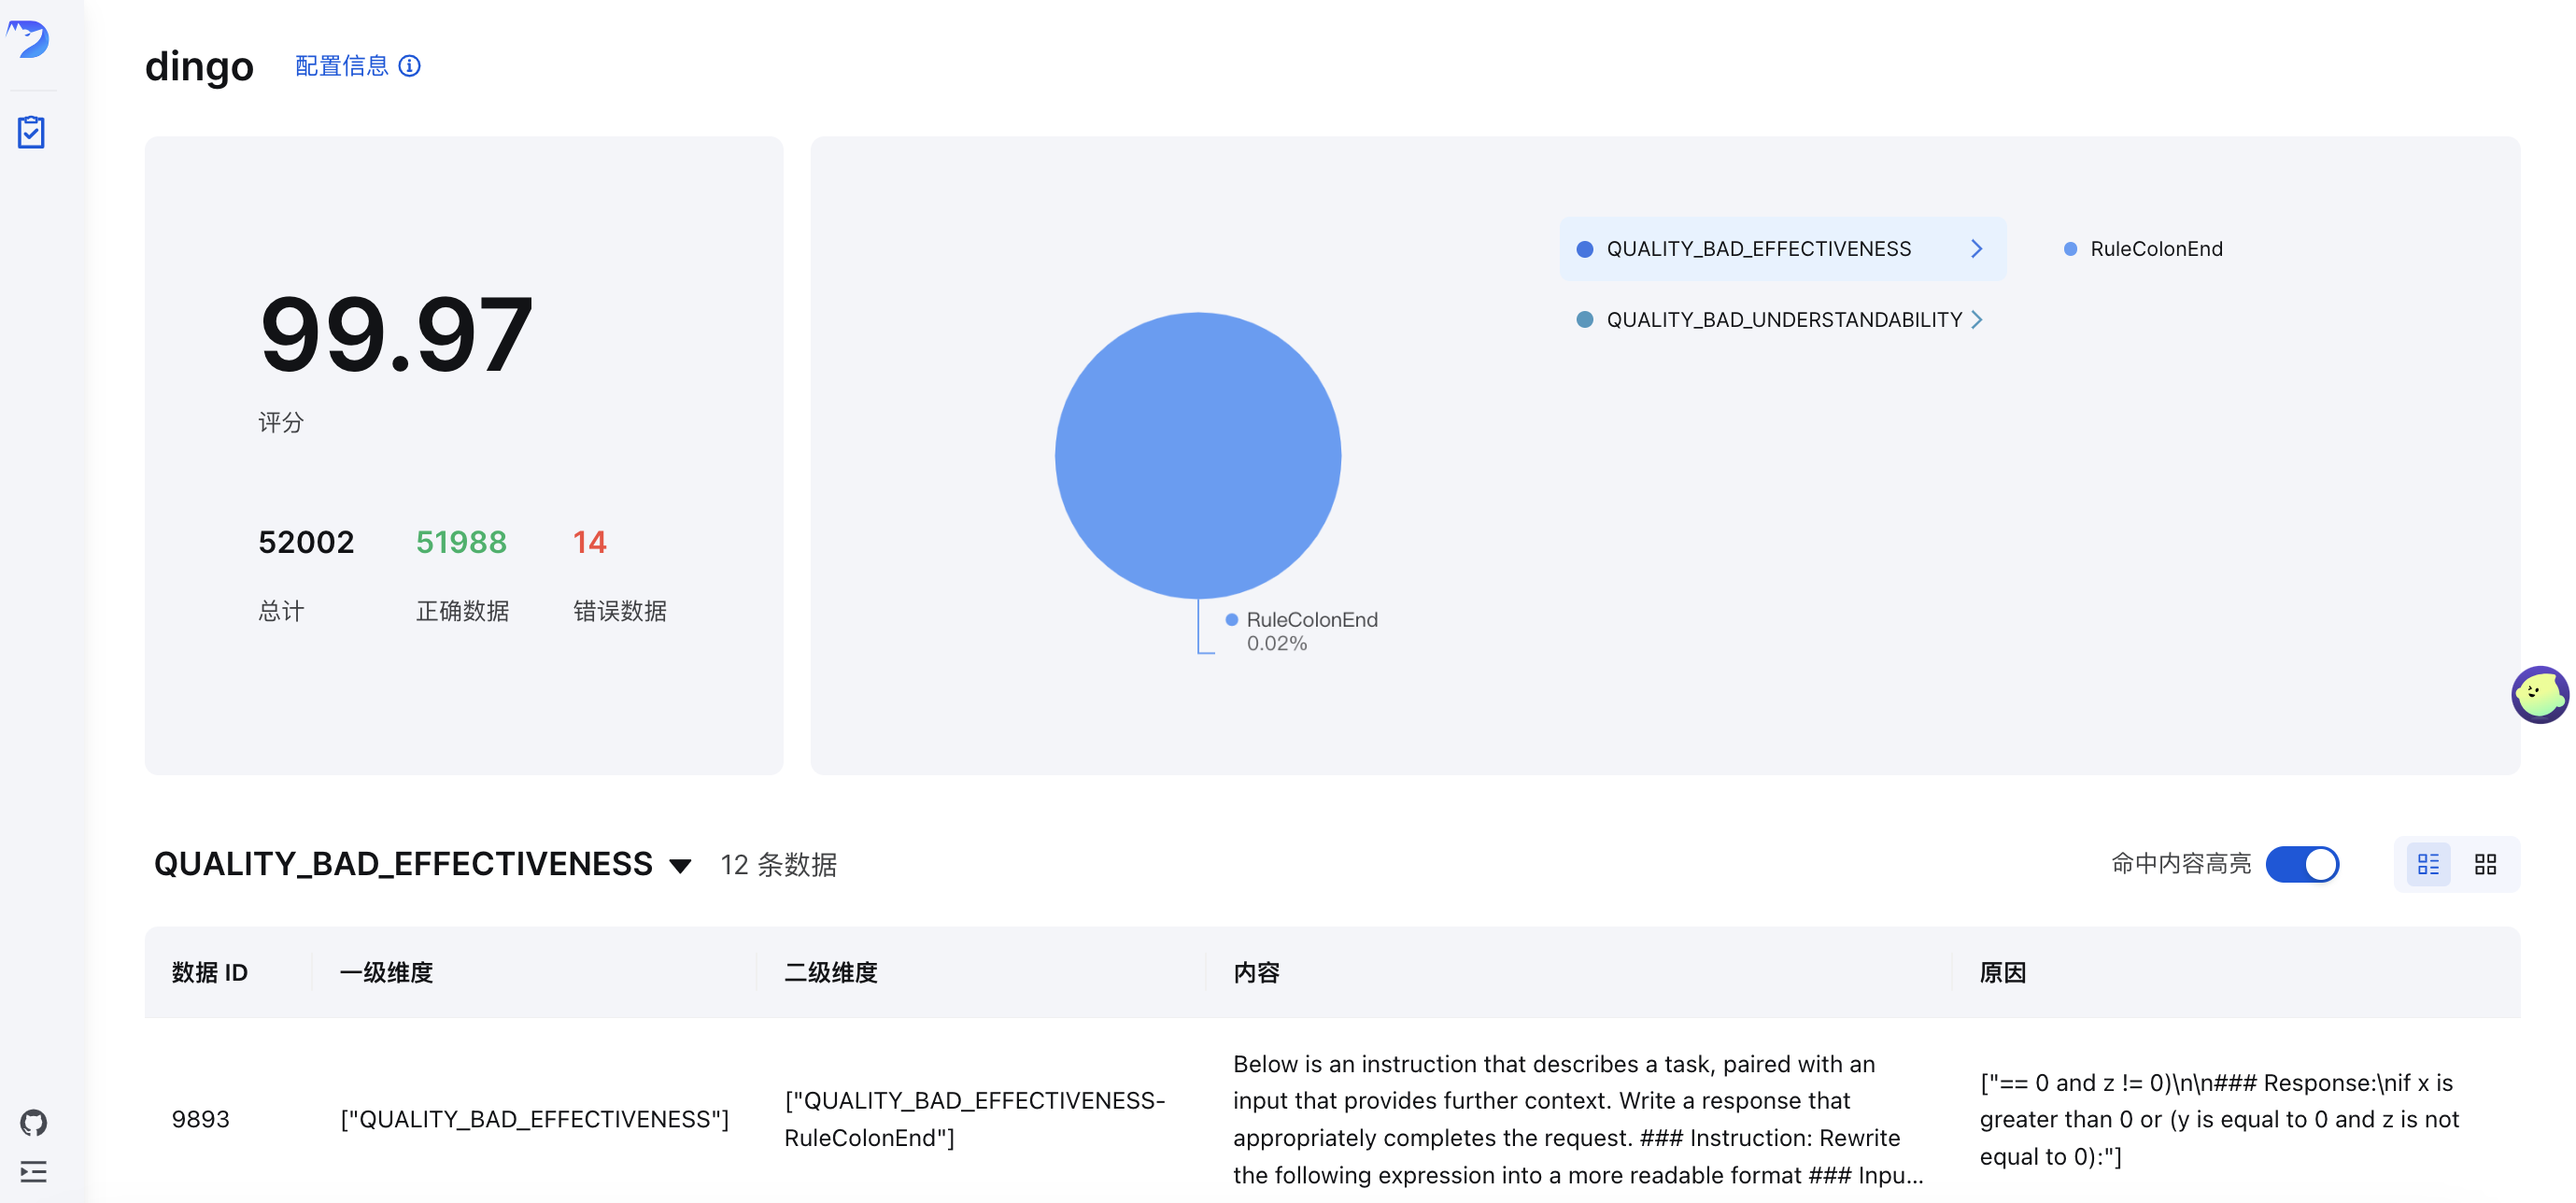 dingo
配置信息
99.97
评分
52002 51988 14
总计 正确数据 错误数据
QUALITY_BAD_EFFECTIVENESS
RuleColonEnd
QUALITY_BAD_UNDERSTANDABILITY
RuleColonEnd
0.02%
QUALITY_BAD_EFFECTIVENESS 12 条数据
命中内容高亮
数据 ID 一级维度 二级维度 内容 原因
9893
["QUALITY_BAD_EFFECTIVENESS"]
["QUALITY_BAD_EFFECTIVENESS-
RuleColonEnd"]
Below is an instruction that describes a task, paired with an
input that provides further context. Write a response that
appropriately completes the request. ### Instruction: Rewrite
the following expression into a more readable format ### Inpu...
["== 0 and z != 0)\n\n### Response:\nif x is
greater than 0 or (y is equal to 0 and z is not
equal to 0):"]